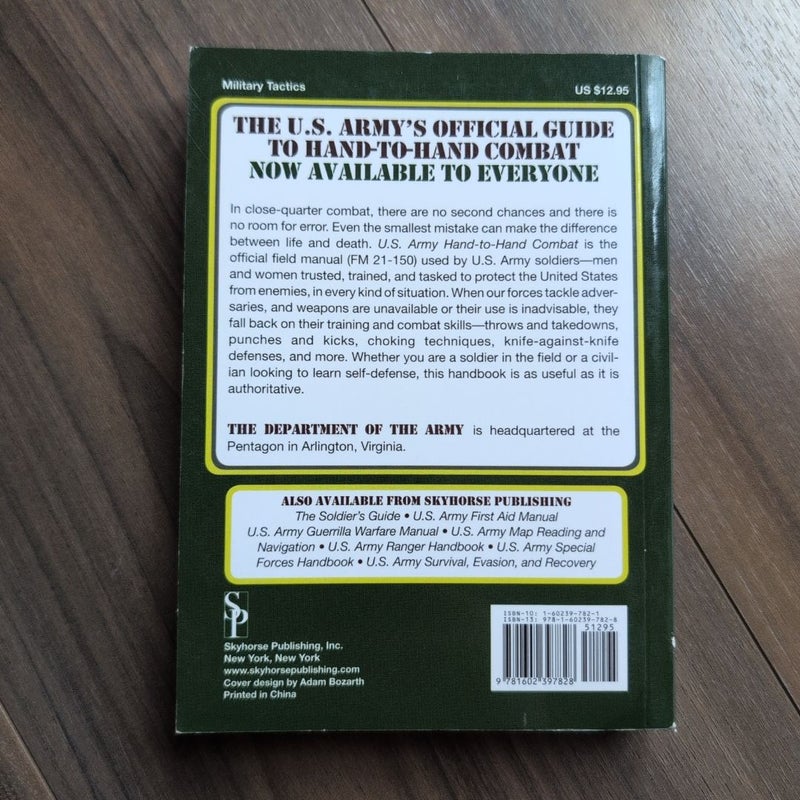 Military Tactics
US $12.95
THE U.S. ARMY'S OFFICIAL GUIDE
TO HAND-TO-HAND COMBAT
NOW AVAILABLE TO EVERYONE
In close-quarter combat, there are no second chances and there is
no room for error. Even the smallest mistake can make the difference
between life and death. U.S. Army Hand-to-Hand Combat is the
official field manual (FM 21-150) used by U.S. Army soldiers—men
and women trusted, trained, and tasked to protect the United States
from enemies, in every kind of situation. When our forces tackle adver-
saries, and weapons are unavailable or their use is inadvisable, they
fall back on their training and combat skills—throws and takedowns,
punches and kicks, choking techniques, knife-against-knife
defenses, and more. Whether you are a soldier in the field or a civil-
ian looking to learn self-defense, this handbook is as useful as it is
authoritative.
THE DEPARTMENT OF THE ARMY is headquartered at the
Pentagon in Arlington, Virginia.
ALSO AVAILABLE FROM SKYHORSE PUBLISHING
The Soldier's Guide • U.S. Army First Aid Manual
U.S. Army Guerrilla Warfare Manual • U.S. Army Map Reading and
Navigation • U.S. Army Ranger Handbook • U.S. Army Special
Forces Handbook • U.S. Army Survival, Evasion, and Recovery
SP
Skyhorse Publishing, Inc.
New York, New York
www.skyhorsepublishing.com
Cover design by Adam Bozarth
Printed in China
ISBN-10: 1-60239-782-1
ISBN-13: 978-1-60239-782-8
51295
9 781602 397828